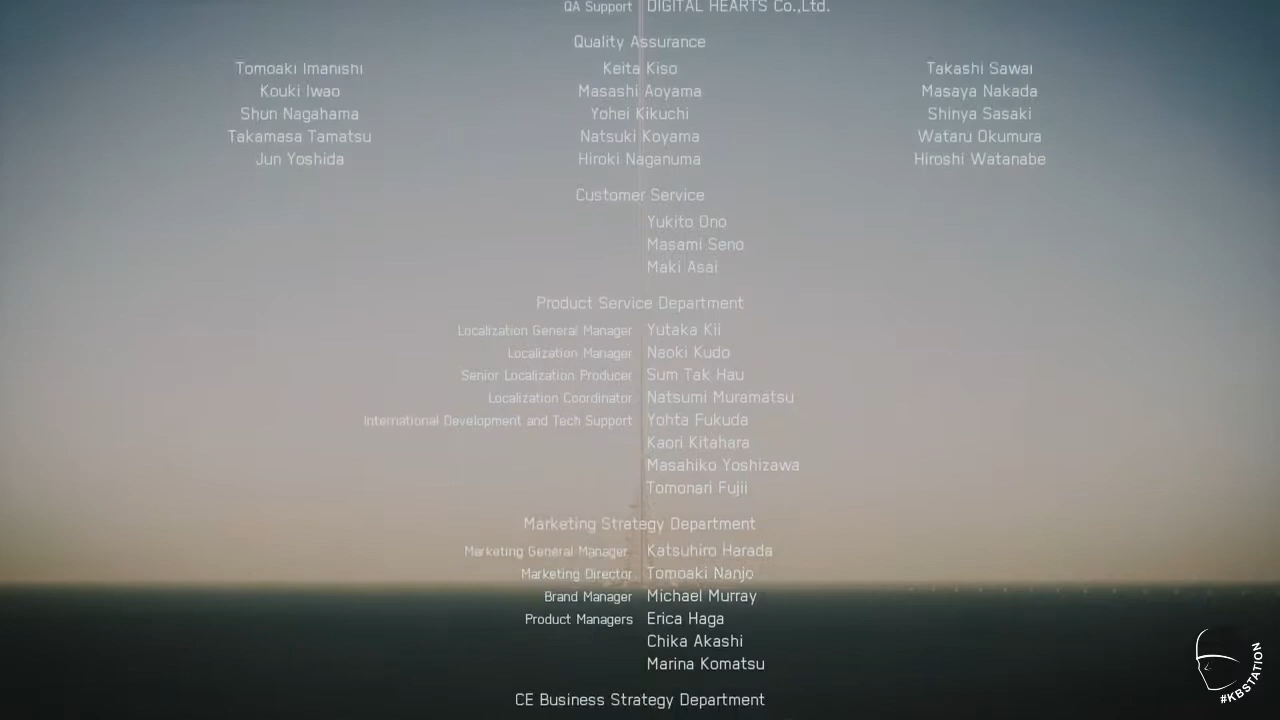 QA Support DIGITAL HEARTS Co.,Ltd.
Quality Assurance
Tomoaki Imanishi Keita Kiso Takashi Sawai
Kouki Iwao Masashi Aoyama Masaya Nakada
Shun Nagahama Yohei Kikuchi Shinya Sasaki
Takamasa Tamatsu Natsuki Koyama Wataru Okumura
Jun Yoshida Hiroki Naganuma Hiroshi Watanabe
Customer Service
Yukito Ono
Masami Seno
Maki Asai
Product Service Department
Localization General Manager Yutaka Kii
Localization Manager Naoki Kudo
Senior Localization Producer Sum Tak Hau
Localization Coordinator Natsumi Muramatsu
International Development and Tech Support Yohta Fukuda
Kaori Kitahara
Masahiko Yoshizawa
Tomonari Fujii
Marketing Strategy Department
Marketing General Manager Katsuhiro Harada
Marketing Director Tomoaki Nanjo
Brand Manager Michael Murray
Product Managers Erica Haga
Chika Akashi
Marina Komatsu
CE Business Strategy Department
#KBSTATION